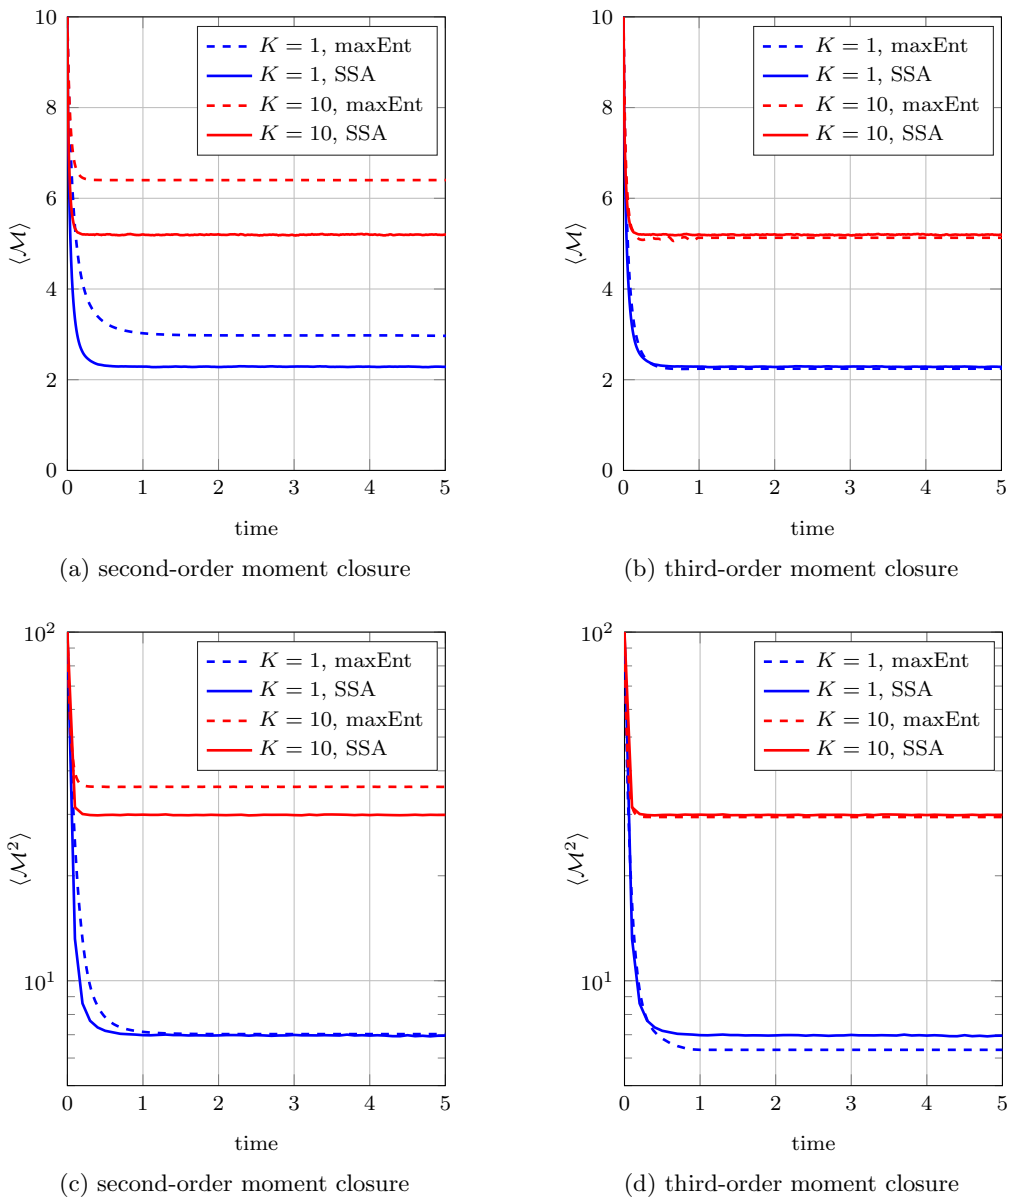 10
8
6
4
2
0
⟨M⟩
0 1 2 3 4 5
time
K = 1, maxEnt
K = 1, SSA
K = 10, maxEnt
K = 10, SSA
(a) second-order moment closure
10
8
6
4
2
0
⟨M⟩
0 1 2 3 4 5
time
K = 1, maxEnt
K = 1, SSA
K = 10, maxEnt
K = 10, SSA
(b) third-order moment closure
10²
10¹
⟨M²⟩
0 1 2 3 4 5
time
K = 1, maxEnt
K = 1, SSA
K = 10, maxEnt
K = 10, SSA
(c) second-order moment closure
10²
10¹
⟨M²⟩
0 1 2 3 4 5
time
K = 1, maxEnt
K = 1, SSA
K = 10, maxEnt
K = 10, SSA
(d) third-order moment closure